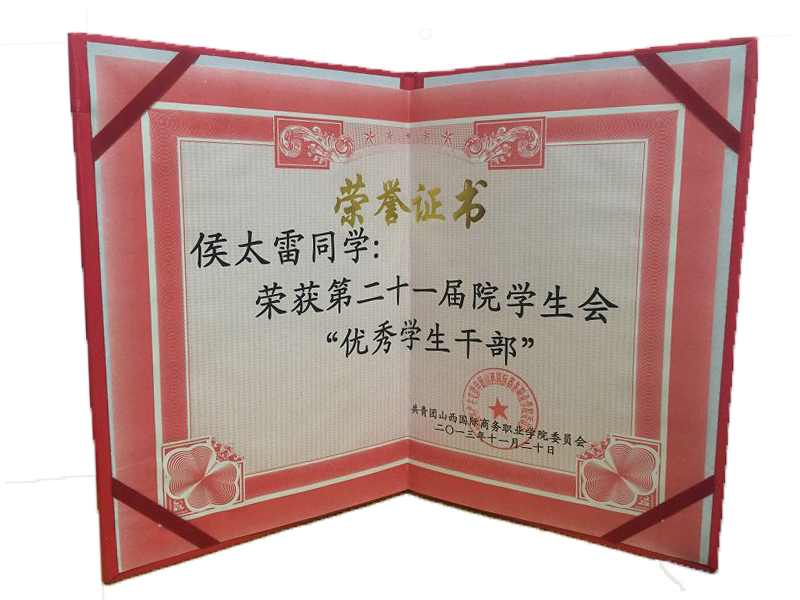 荣誉证书
侯太雷同学:
荣获第二十一届院学生会
“优秀学生干部”
共青团山西国际商务职业学院委员会
二〇一三年十一月二十日